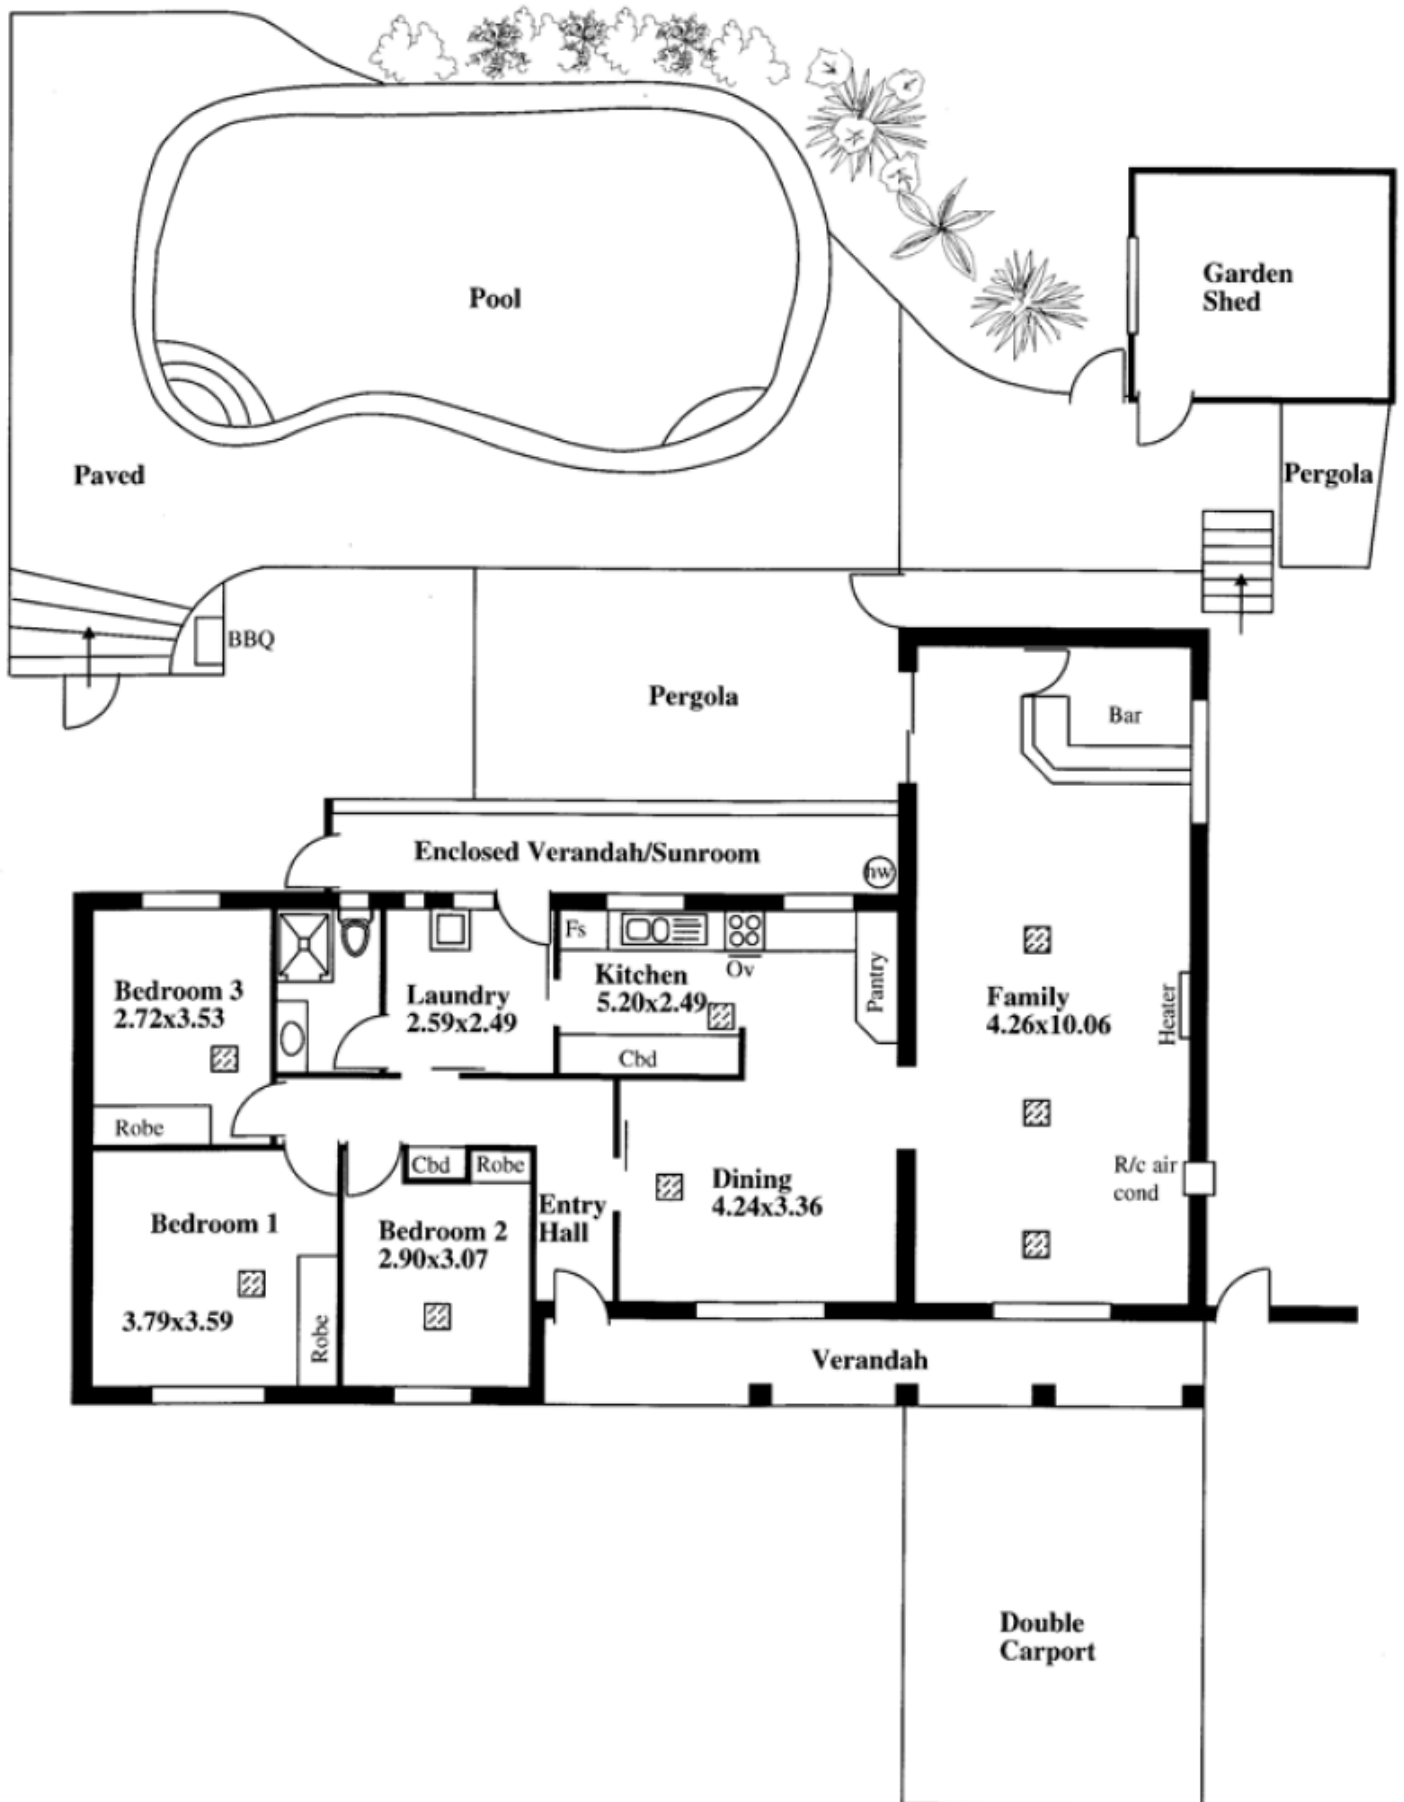 Pool
Garden
Shed
Paved
Pergola
BBQ
Pergola
Bar
Enclosed Verandah/Sunroom
hw
Fs
Ov
Kitchen
5.20x2.49
Pantry
Bedroom 3
2.72x3.53
Laundry
2.59x2.49
Family
4.26x10.06
Heater
Cbd
Robe
Cbd
Robe
R/c air
cond
Dining
4.24x3.36
Entry
Hall
Bedroom 1
3.79x3.59
Bedroom 2
2.90x3.07
Robe
Verandah
Double
Carport